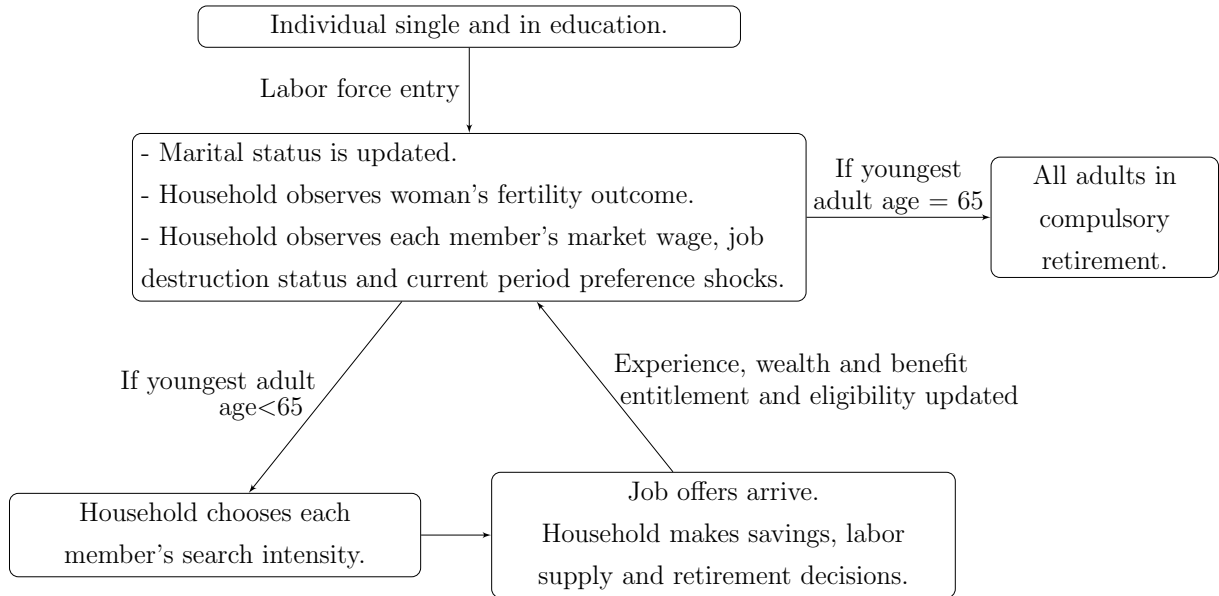 Individual single and in education.
Labor force entry
- Marital status is updated.
- Household observes woman's fertility outcome.
- Household observes each member's market wage, job
destruction status and current period preference shocks.
If youngest
adult age = 65
All adults in
compulsory
retirement.
If youngest adult
age<65
Experience, wealth and benefit
entitlement and eligibility updated
Household chooses each
member's search intensity.
Job offers arrive.
Household makes savings, labor
supply and retirement decisions.